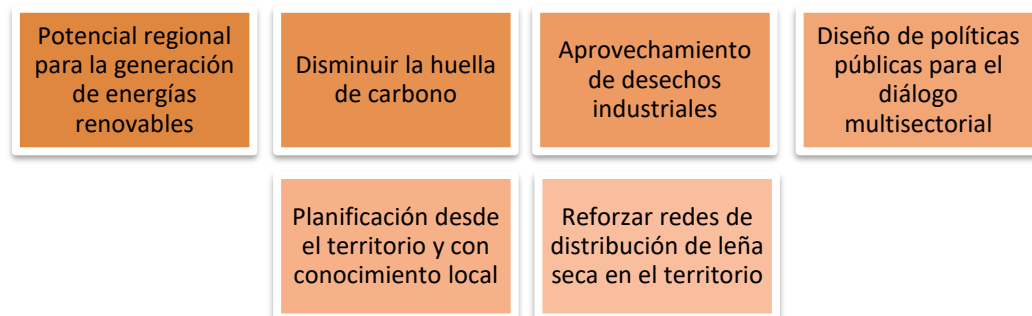 Potencial regional
para la generación
de energías
renovables
Disminuir la huella
de carbono
Aprovechamiento
de desechos
industriales
Diseño de políticas
públicas para el
diálogo
multisectorial
Planificación desde
el territorio y con
conocimiento local
Reforzar redes de
distribución de leña
seca en el territorio